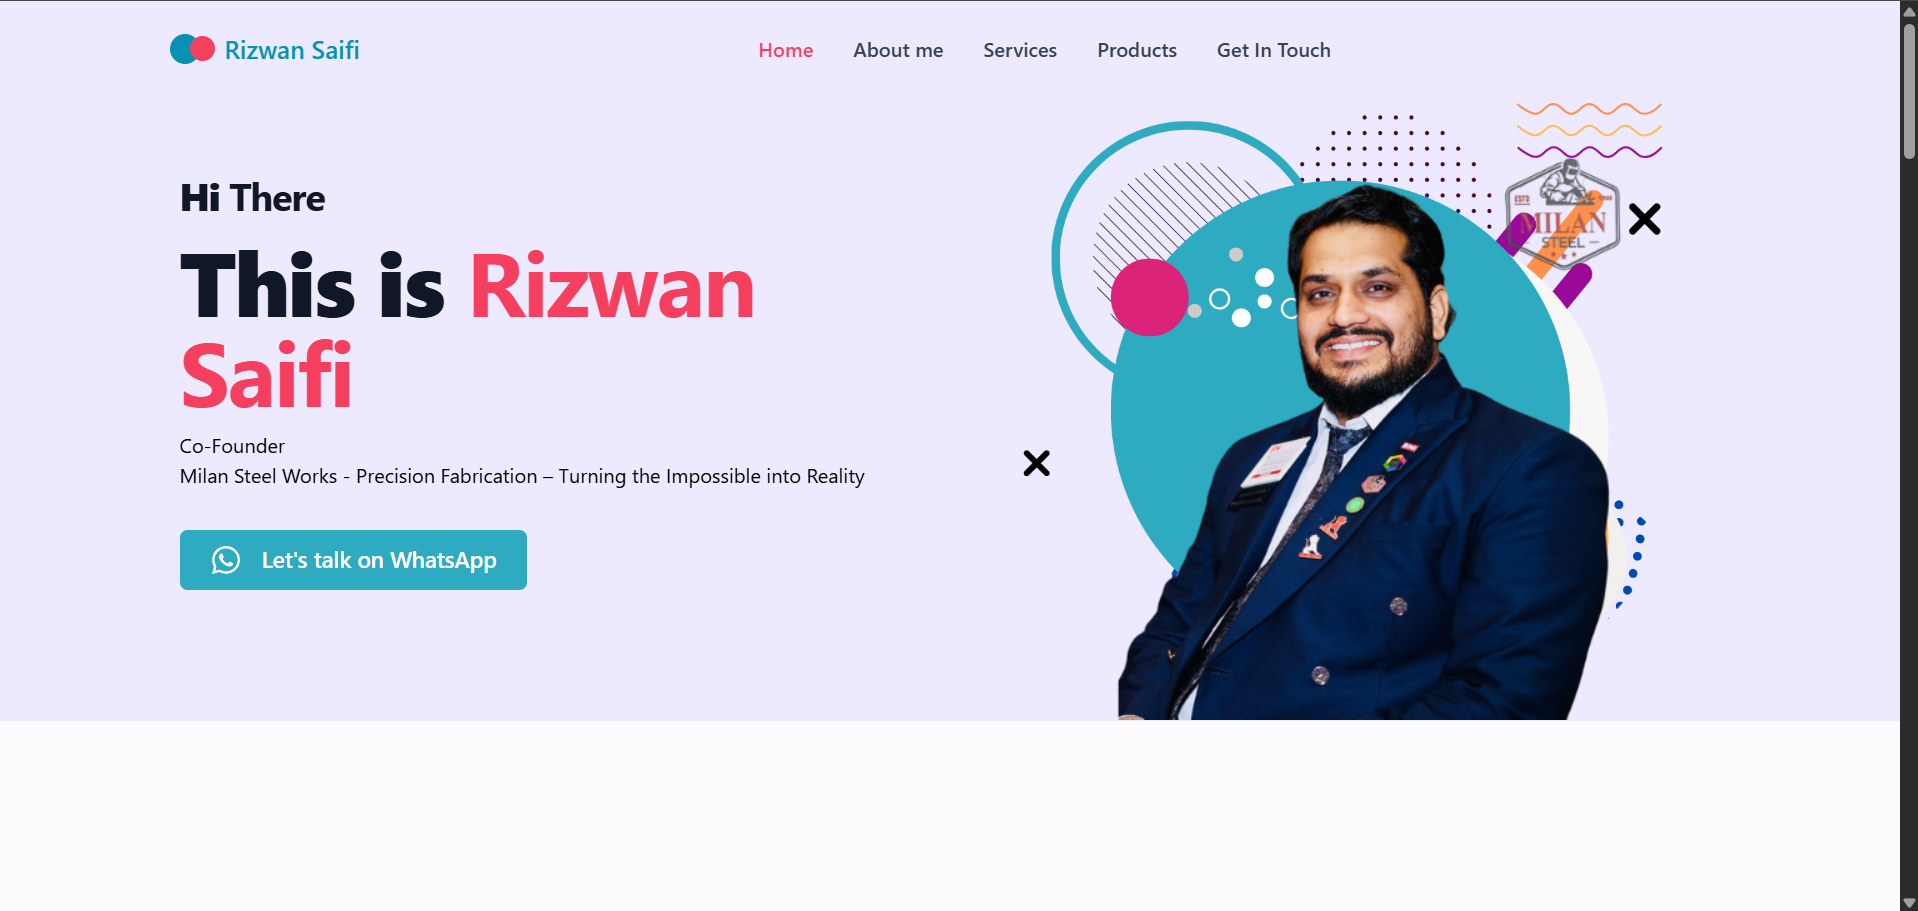 Rizwan Saifi
Home
About me
Services
Products
Get In Touch
Hi There
This is Rizwan
Saifi
Co-Founder
Milan Steel Works - Precision Fabrication – Turning the Impossible into Reality
Let's talk on WhatsApp
ESTD
MILAN
STEEL